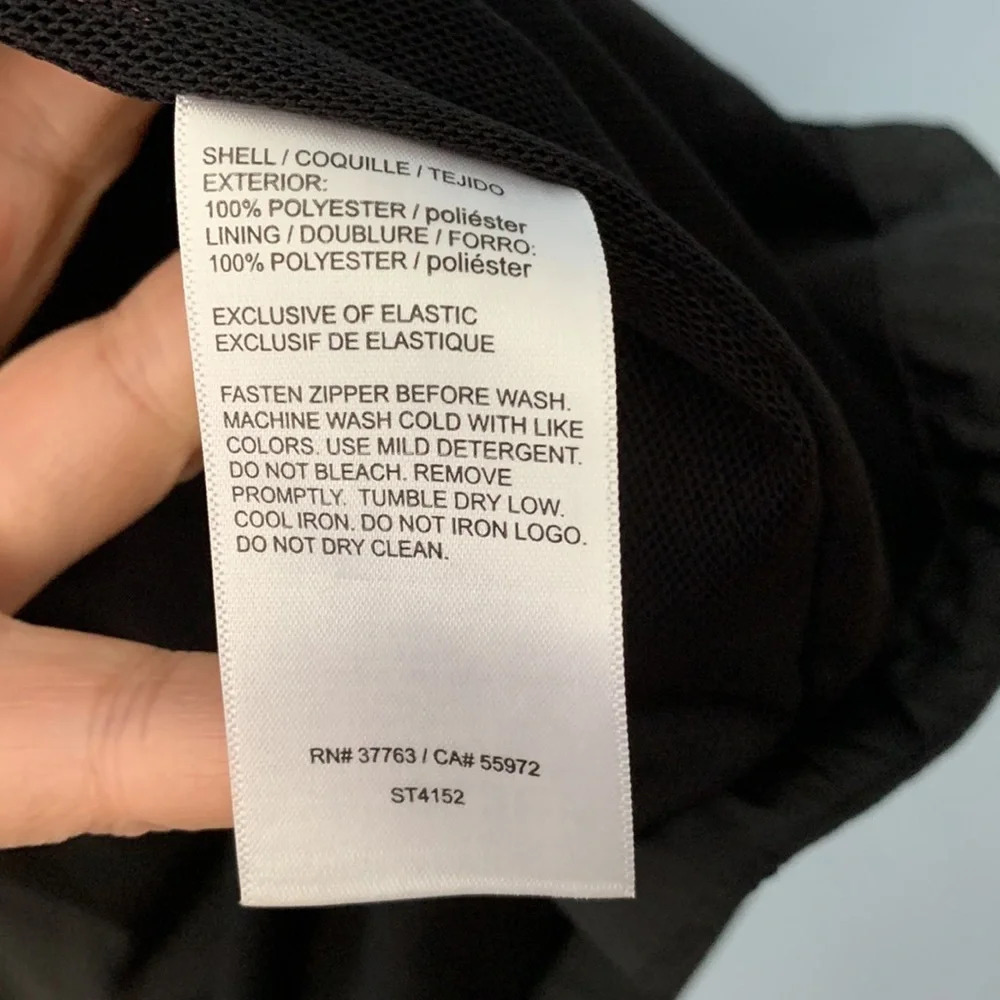 SHELL / COQUILLE / TEJIDO
EXTERIOR:
100% POLYESTER / poliéster
LINING / DOUBLURE / FORRO:
100% POLYESTER / poliéster
EXCLUSIVE OF ELASTIC
EXCLUSIF DE ELASTIQUE
FASTEN ZIPPER BEFORE WASH.
MACHINE WASH COLD WITH LIKE
COLORS. USE MILD DETERGENT.
DO NOT BLEACH. REMOVE
PROMPTLY. TUMBLE DRY LOW.
COOL IRON. DO NOT IRON LOGO.
DO NOT DRY CLEAN.
RN# 37763 / CA# 55972
ST4152